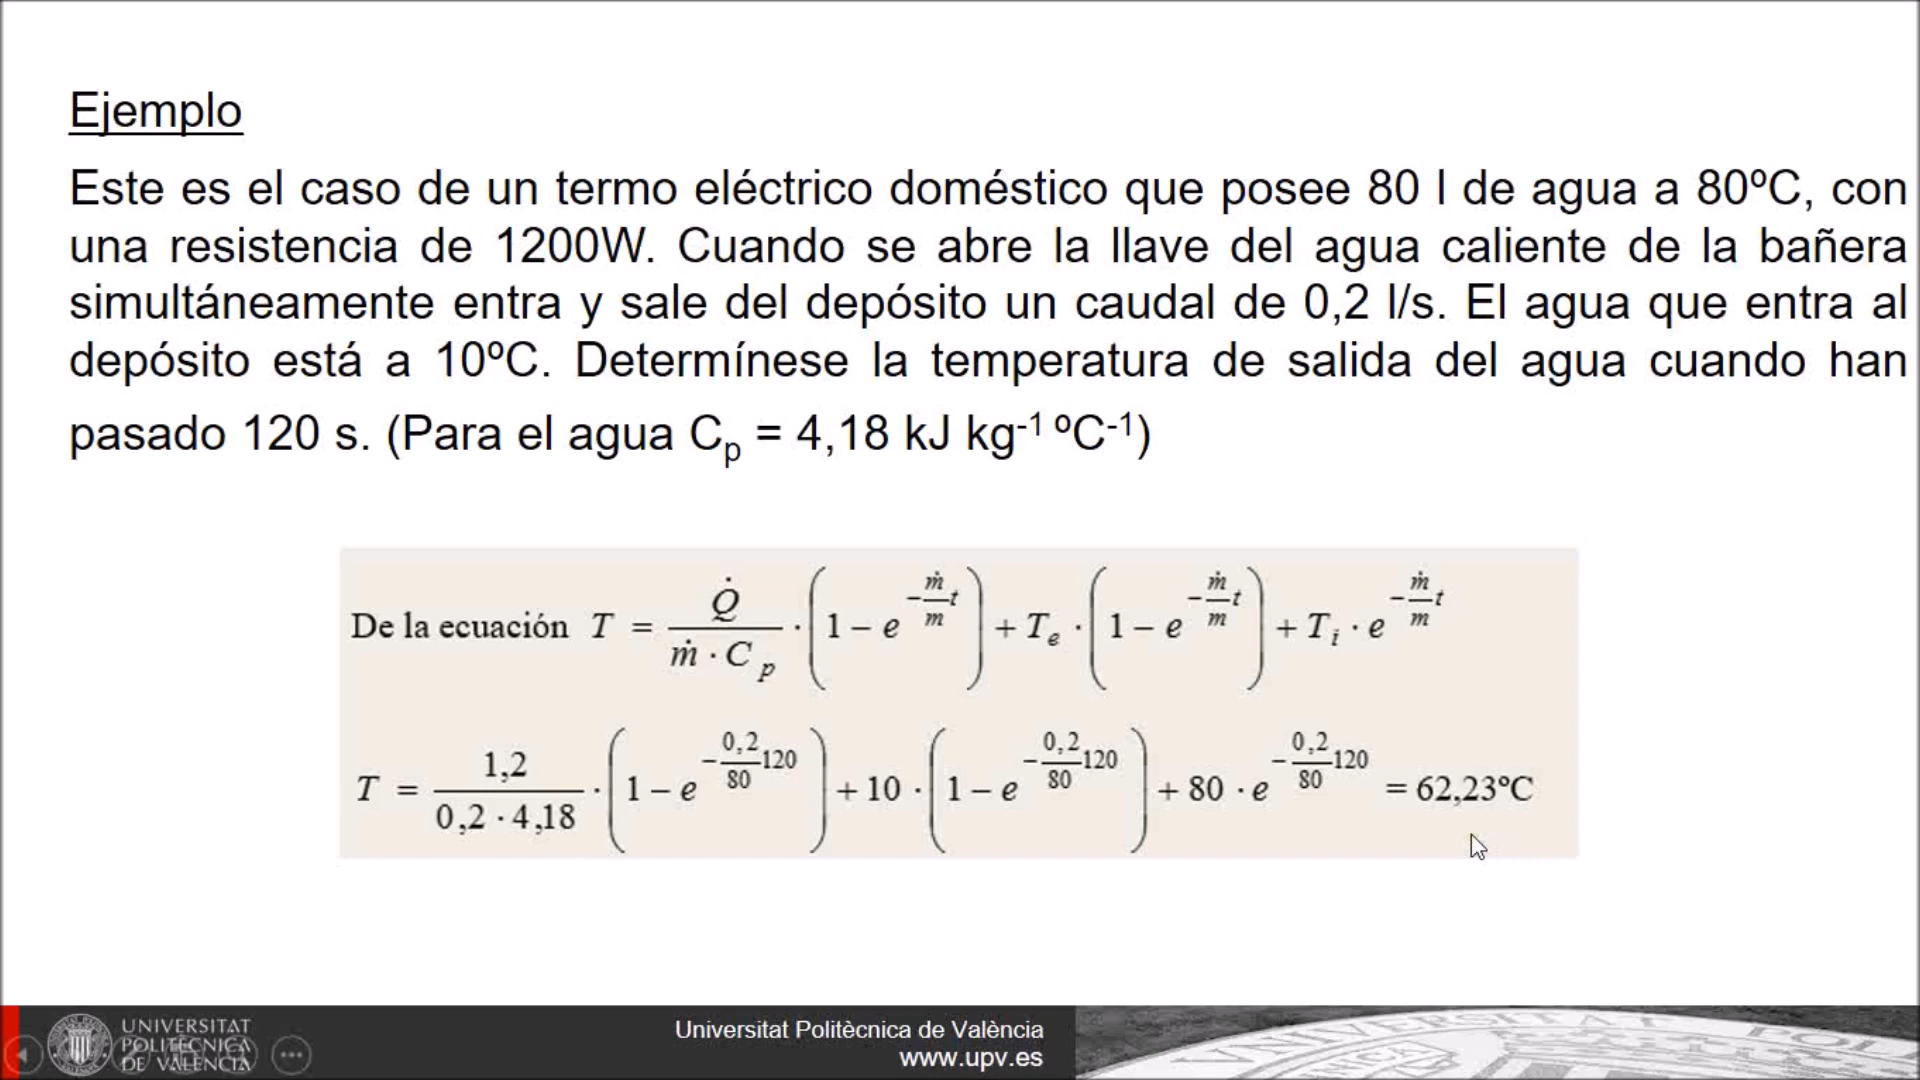 Ejemplo
Este es el caso de un termo eléctrico doméstico que posee 80 l de agua a 80ºC, con
una resistencia de 1200W. Cuando se abre la llave del agua caliente de la bañera
simultáneamente entra y sale del depósito un caudal de 0,2 l/s. El agua que entra al
depósito está a 10ºC. Determínese la temperatura de salida del agua cuando han
pasado 120 s. (Para el agua Cₚ = 4,18 kJ kg⁻¹ ºC⁻¹)
De la ecuación T = Q̇ / (ṁ · Cₚ) · (1 − e^(−(ṁ/m)t)) + Tₑ · (1 − e^(−(ṁ/m)t)) + Tᵢ · e^(−(ṁ/m)t)
T = 1,2 / (0,2 · 4,18) · (1 − e^(−(0,2/80)120)) + 10 · (1 − e^(−(0,2/80)120)) + 80 · e^(−(0,2/80)120) = 62,23ºC
UNIVERSITAT
POLITÈCNICA
DE VALÈNCIA
Universitat Politècnica de València
www.upv.es